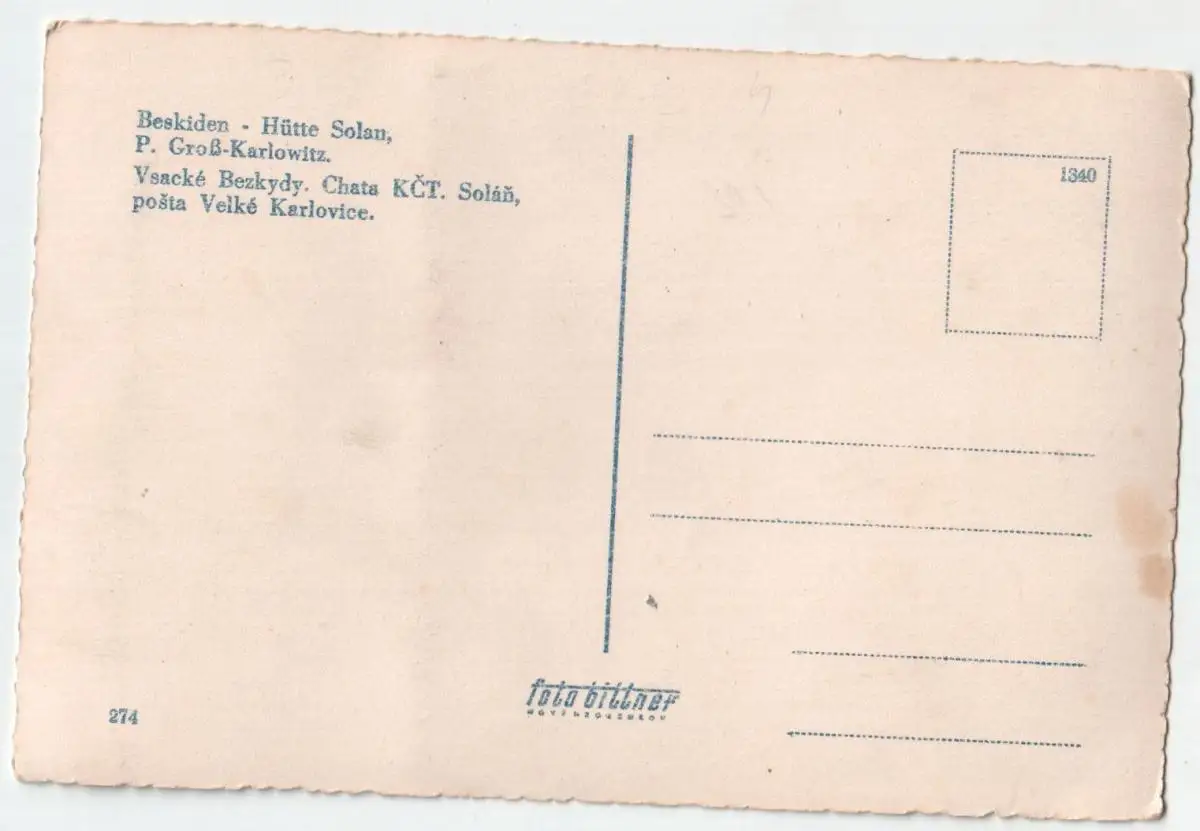 Beskiden - Hütte Solan,
P. Groß-Karlowitz.
Vsacké Bezkydy. Chata KČT. Soláň,
pošta Velké Karlovice.
1340
foto bittner
274